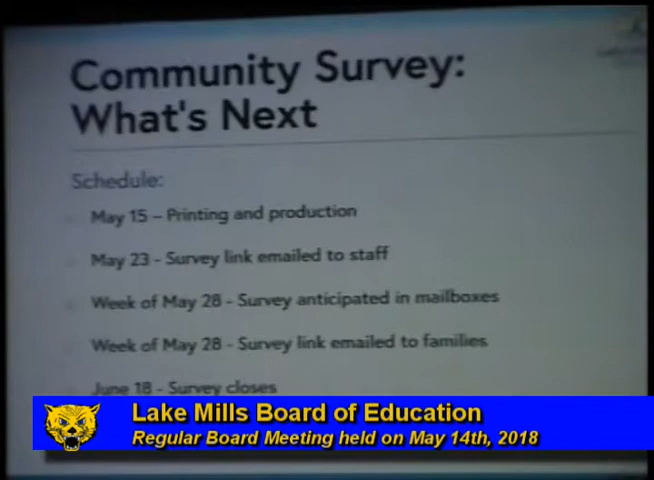 Community Survey:
What's Next
Schedule:
May 15 – Printing and production
May 23 - Survey link emailed to staff
Week of May 28 - Survey anticipated in mailboxes
Week of May 28 - Survey link emailed to families
June 18 - Survey closes
Lake Mills Board of Education
Regular Board Meeting held on May 14th, 2018